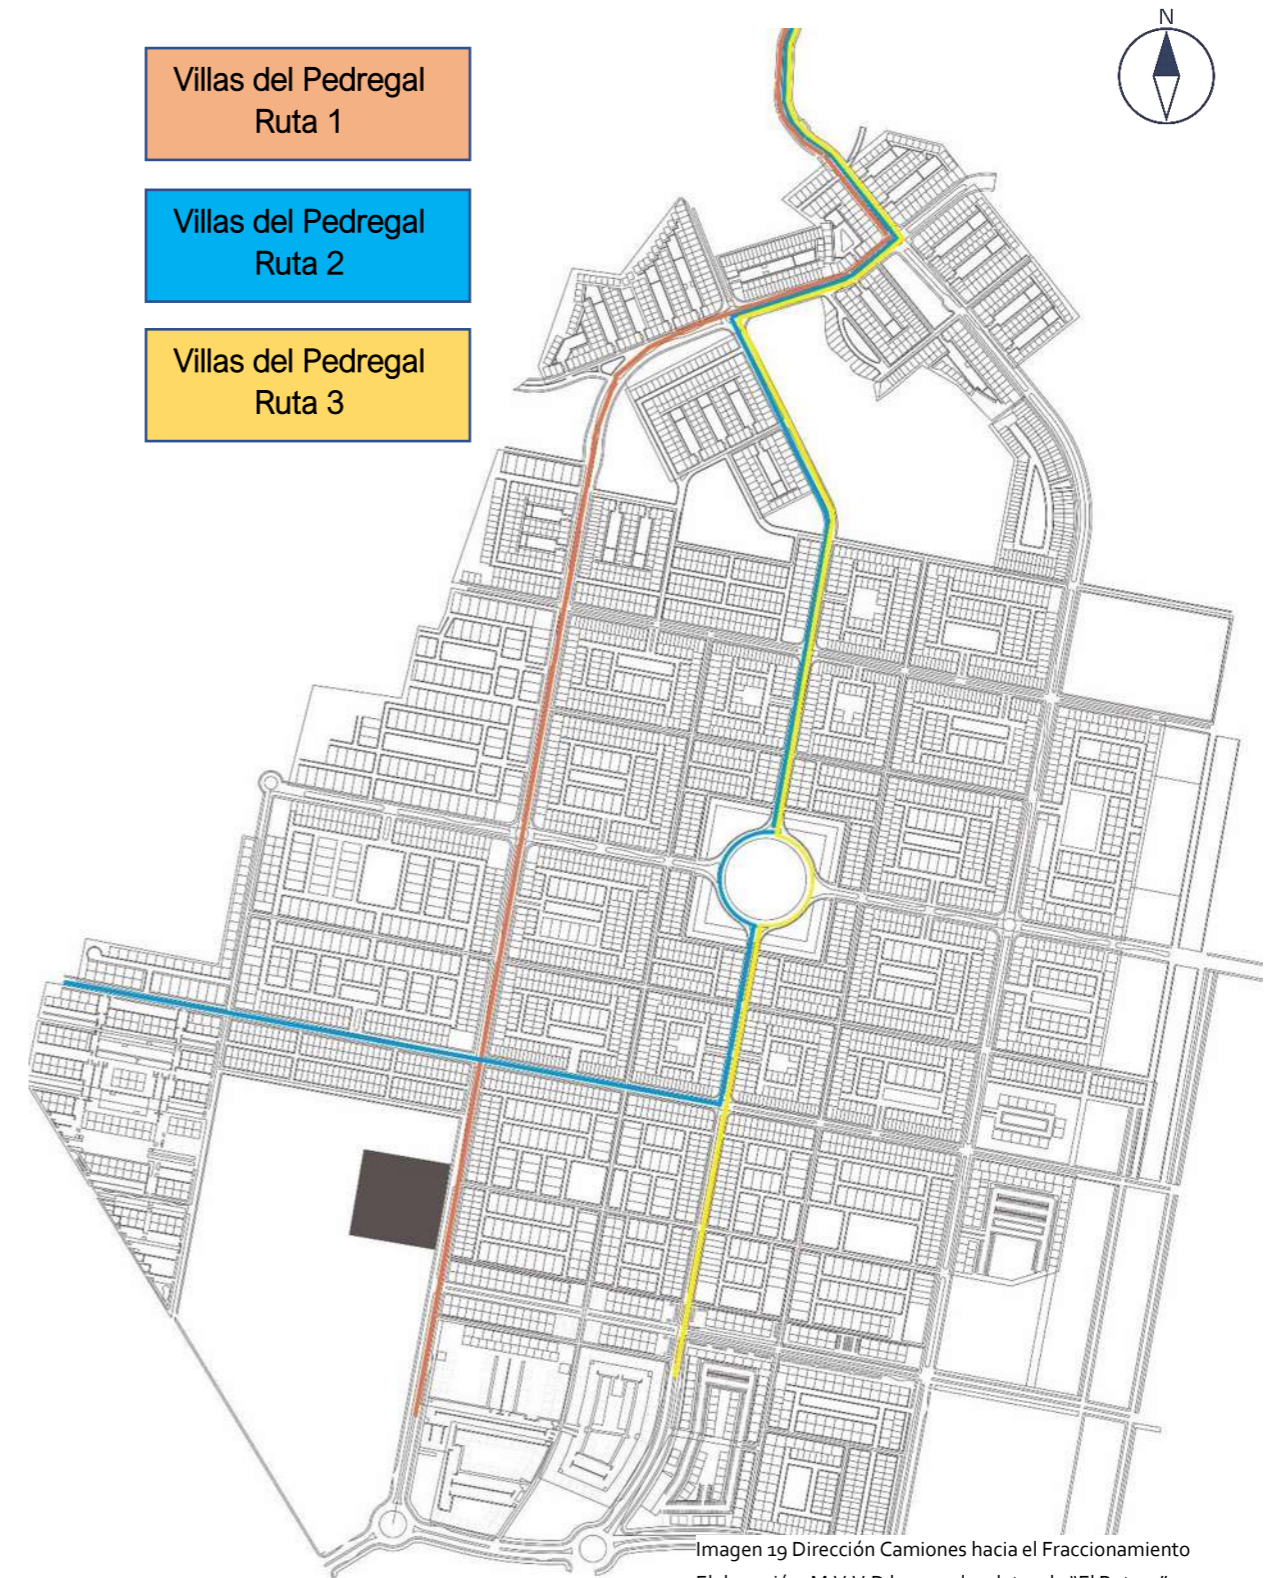 N
Villas del Pedregal
Ruta 1
Villas del Pedregal
Ruta 2
Villas del Pedregal
Ruta 3
Imagen 19 Dirección Camiones hacia el Fraccionamiento